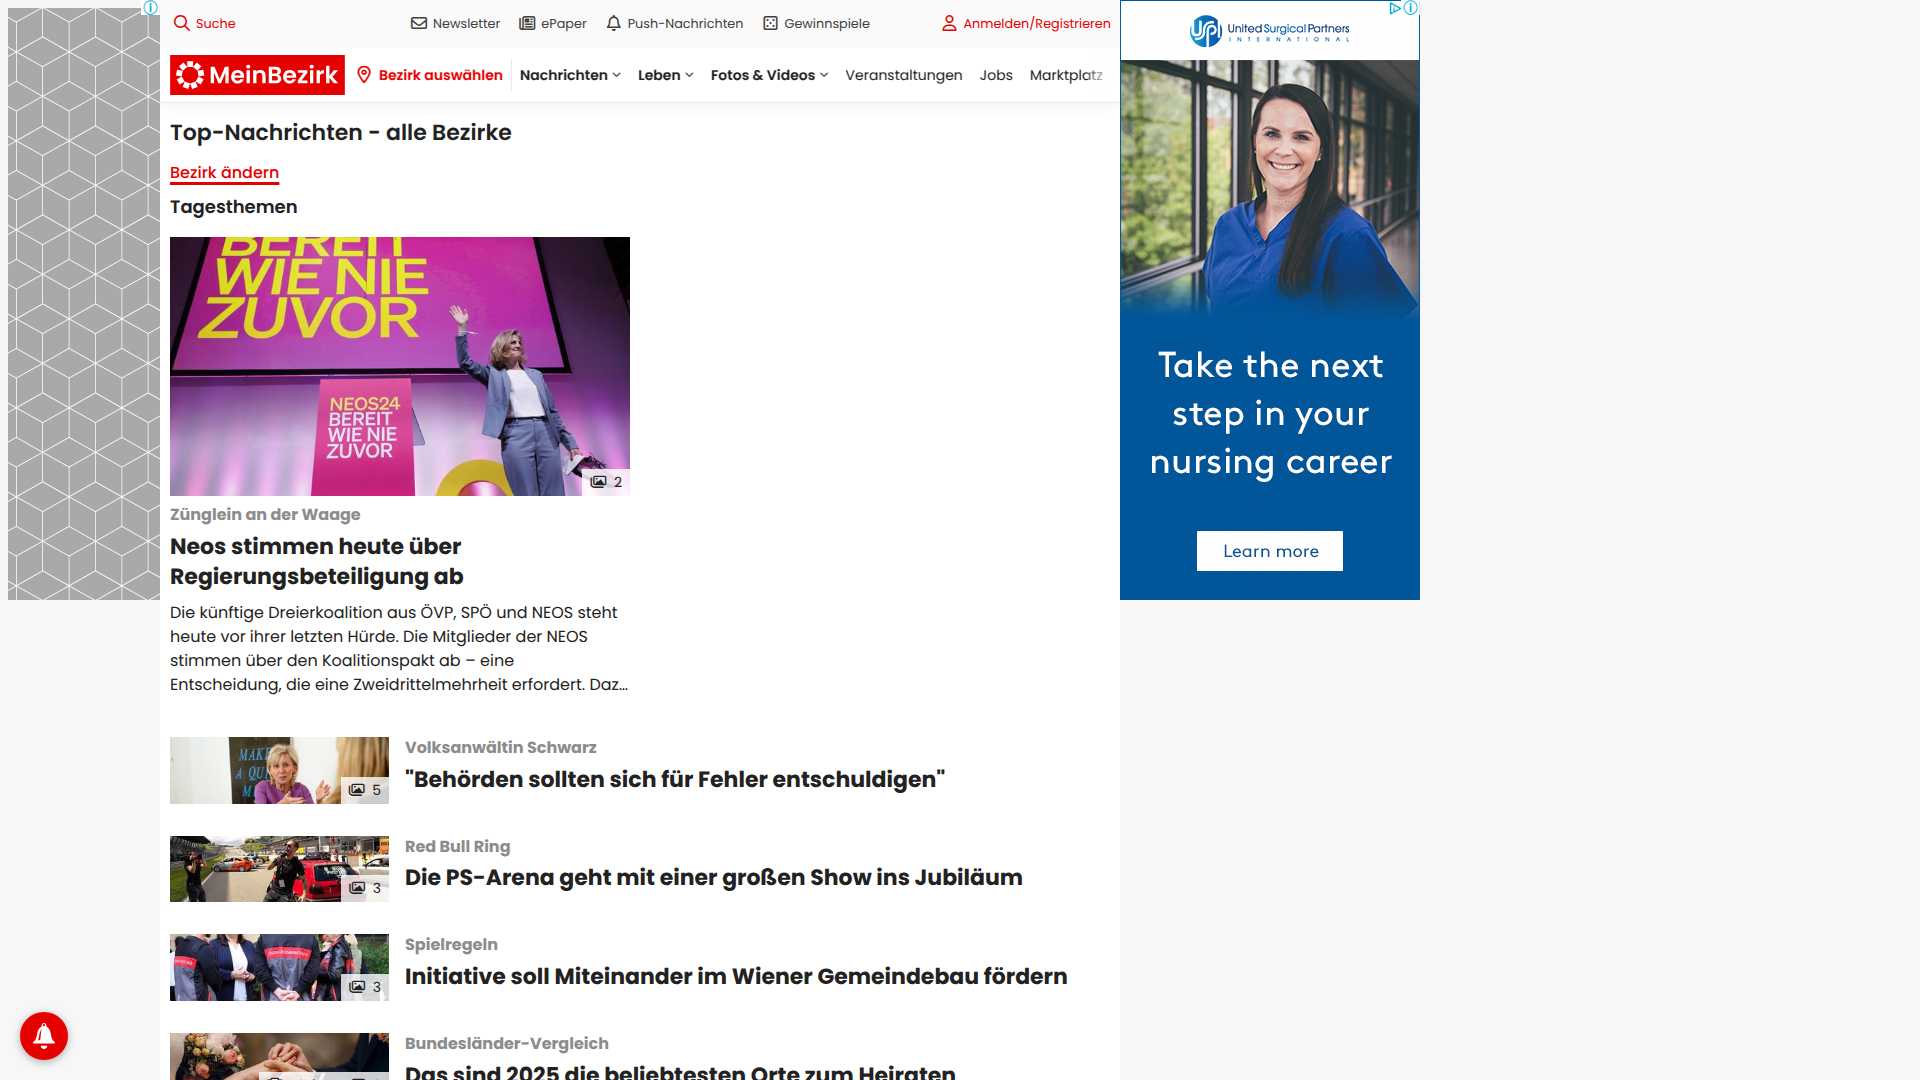 Suche
Newsletter
ePaper
Push-Nachrichten
Gewinnspiele
Anmelden/Registrieren
MeinBezirk
Bezirk auswählen
Nachrichten
Leben
Fotos & Videos
Veranstaltungen
Jobs
Marktplatz
Top-Nachrichten - alle Bezirke
Bezirk ändern
Tagesthemen
BEREIT
WIE NIE
ZUVOR
NEOS24
BEREIT
WIE NIE
ZUVOR
2
Zünglein an der Waage
Neos stimmen heute über
Regierungsbeteiligung ab
Die künftige Dreierkoalition aus ÖVP, SPÖ und NEOS steht
heute vor ihrer letzten Hürde. Die Mitglieder der NEOS
stimmen über den Koalitionspakt ab – eine
Entscheidung, die eine Zweidrittelmehrheit erfordert. Daz...
MAKE
5
Volksanwältin Schwarz
"Behörden sollten sich für Fehler entschuldigen"
3
Red Bull Ring
Die PS-Arena geht mit einer großen Show ins Jubiläum
3
Spielregeln
Initiative soll Miteinander im Wiener Gemeindebau fördern
Bundesländer-Vergleich
Das sind 2025 die beliebtesten Orte zum Heiraten
USPI
United Surgical Partners
INTERNATIONAL
Take the next
step in your
nursing career
Learn more